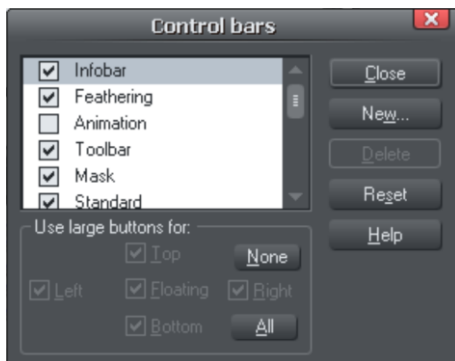 Control bars
Infobar
Feathering
Animation
Toolbar
Mask
Standard
Close
New...
Delete
Reset
Help
Use large buttons for:
Top
None
Left
Floating
Right
Bottom
All